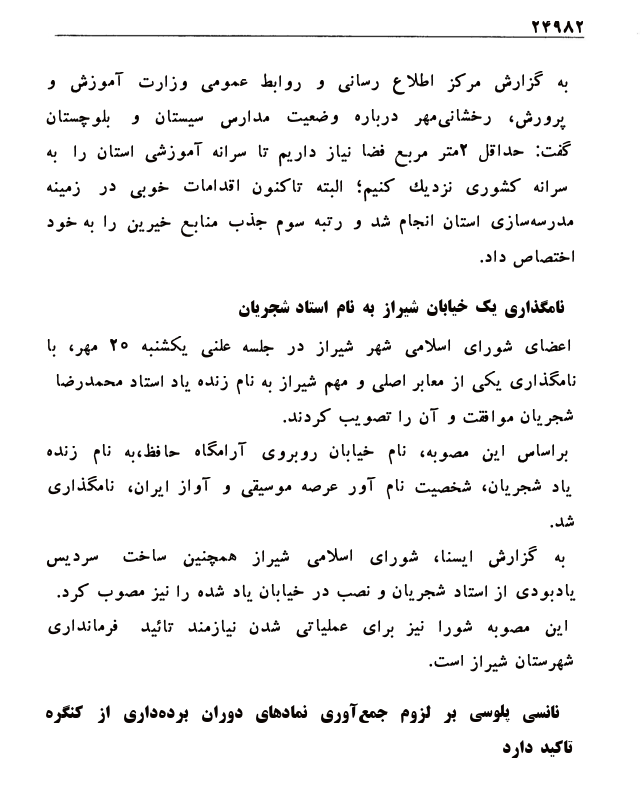 ۲۴۹۸۲
به گزارش مرکز اطلاع رسانی و روابط عمومی وزارت آموزش و
پرورش، رخشانی‌مهر درباره وضعیت مدارس سیستان و بلوچستان
گفت: حداقل ۲متر مربع فضا نیاز داریم تا سرانه آموزشی استان را به
سرانه کشوری نزدیك کنیم؛ البته تاکنون اقدامات خوبی در زمینه
مدرسه‌سازی استان انجام شد و رتبه سوم جذب منابع خیرین را به خود
اختصاص داد.
نامگذاری یک خیابان شیراز به نام استاد شجریان
اعضای شورای اسلامی شهر شیراز در جلسه علنی یکشنبه ۲۰ مهر، با
نامگذاری یکی از معابر اصلی و مهم شیراز به نام زنده یاد استاد محمدرضا
شجریان موافقت و آن را تصویب کردند.
براساس این مصوبه، نام خیابان روبروی آرامگاه حافظ،به نام زنده
یاد شجریان، شخصیت نام آور عرصه موسیقی و آواز ایران، نامگذاری
شد.
به گزارش ایسنا، شورای اسلامی شیراز همچنین ساخت سردیس
یادبودی از استاد شجریان و نصب در خیابان یاد شده را نیز مصوب کرد.
این مصوبه شورا نیز برای عملیاتی شدن نیازمند تائید فرمانداری
شهرستان شیراز است.
نانسی پلوسی بر لزوم جمع‌آوری نمادهای دوران برده‌داری از کنگره
تاکید دارد